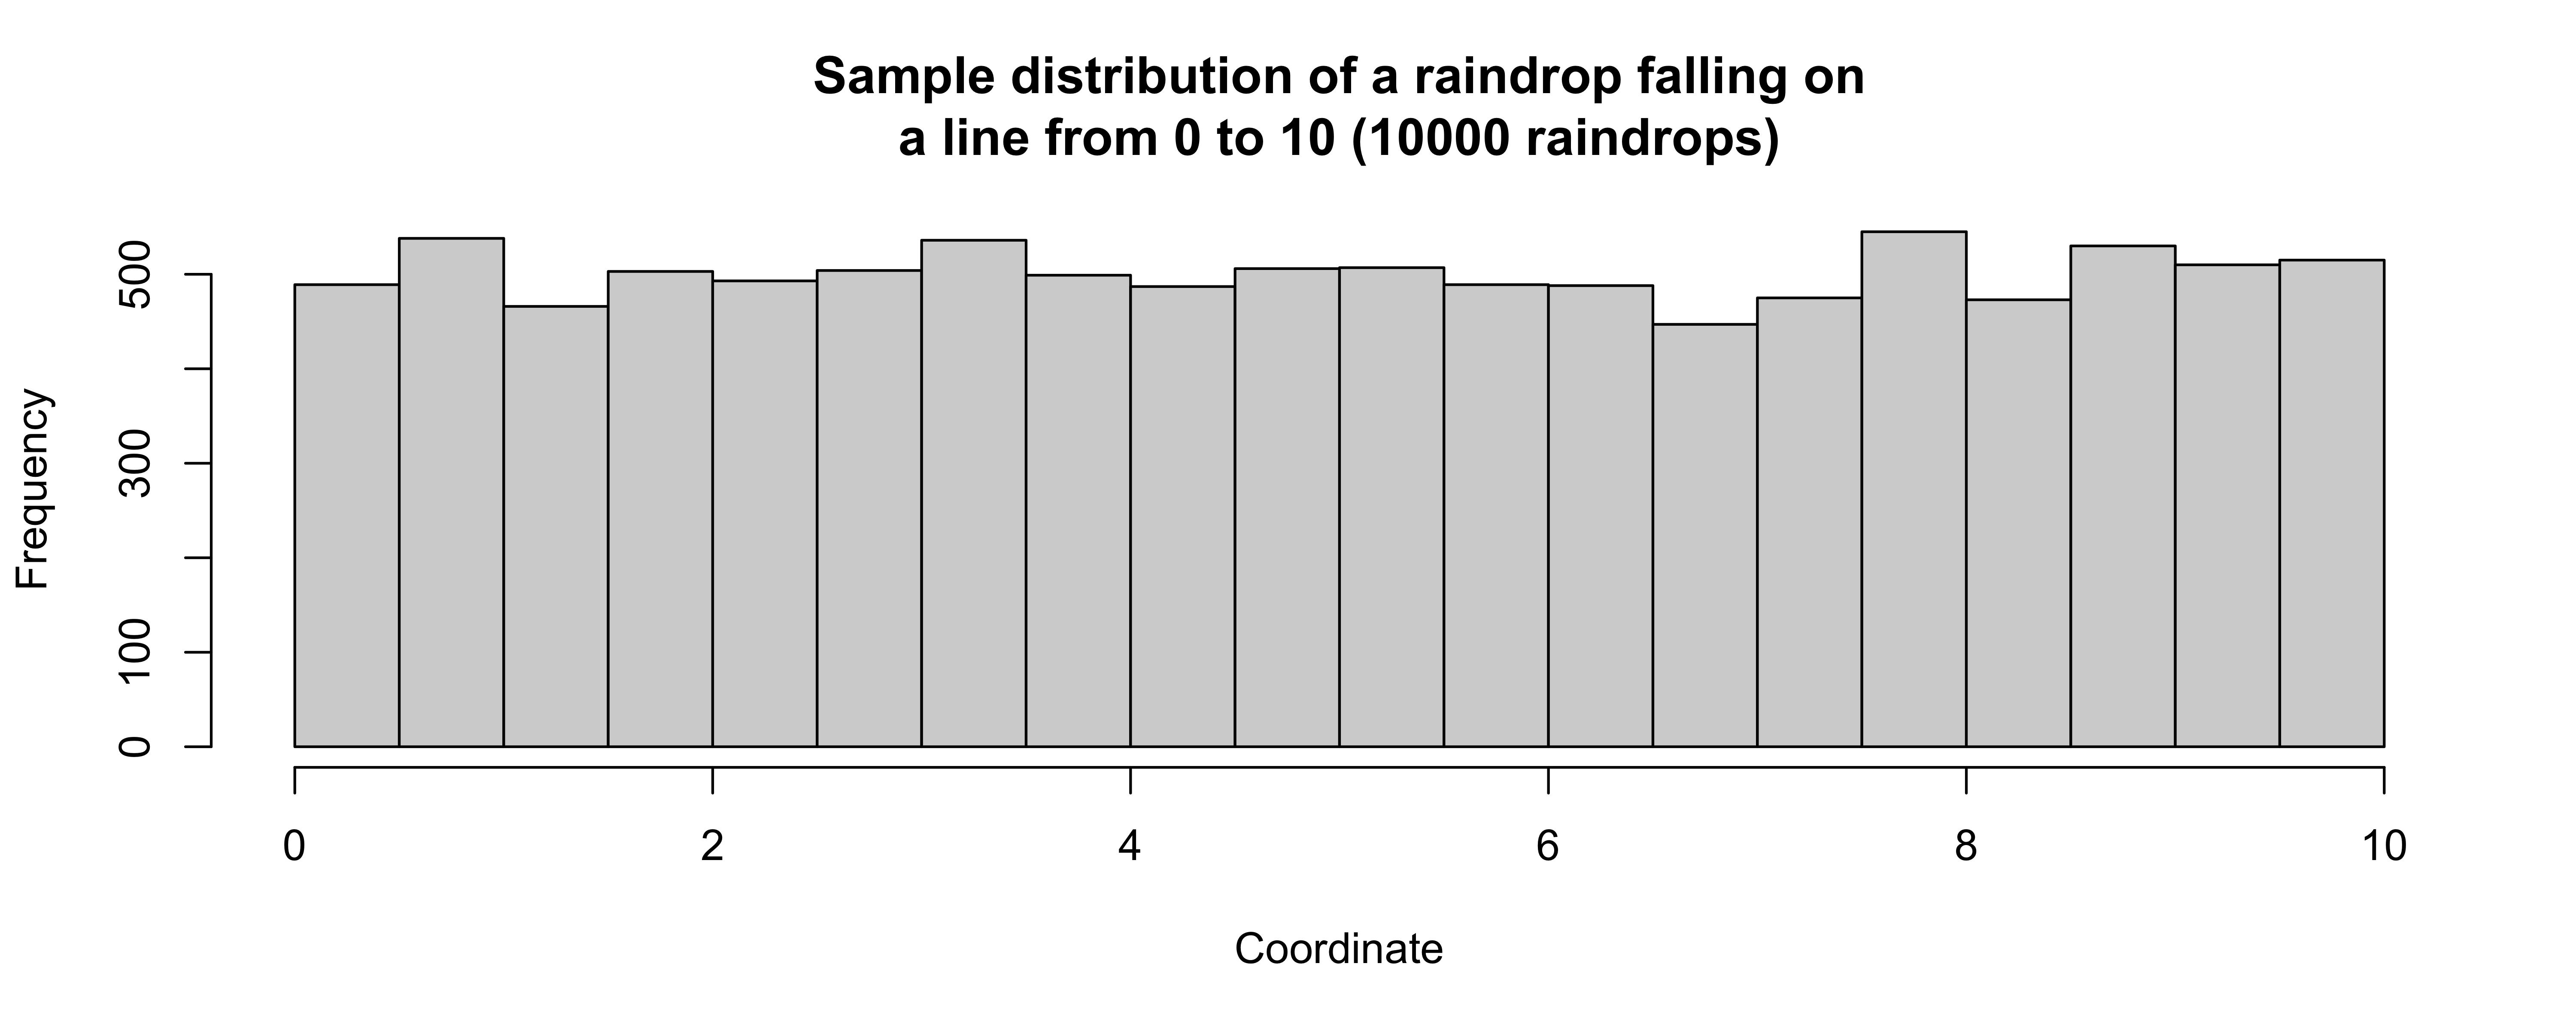 Sample distribution of a raindrop falling on
a line from 0 to 10 (10000 raindrops)
Frequency
500
300
100
0
0 2 4 6 8 10
Coordinate